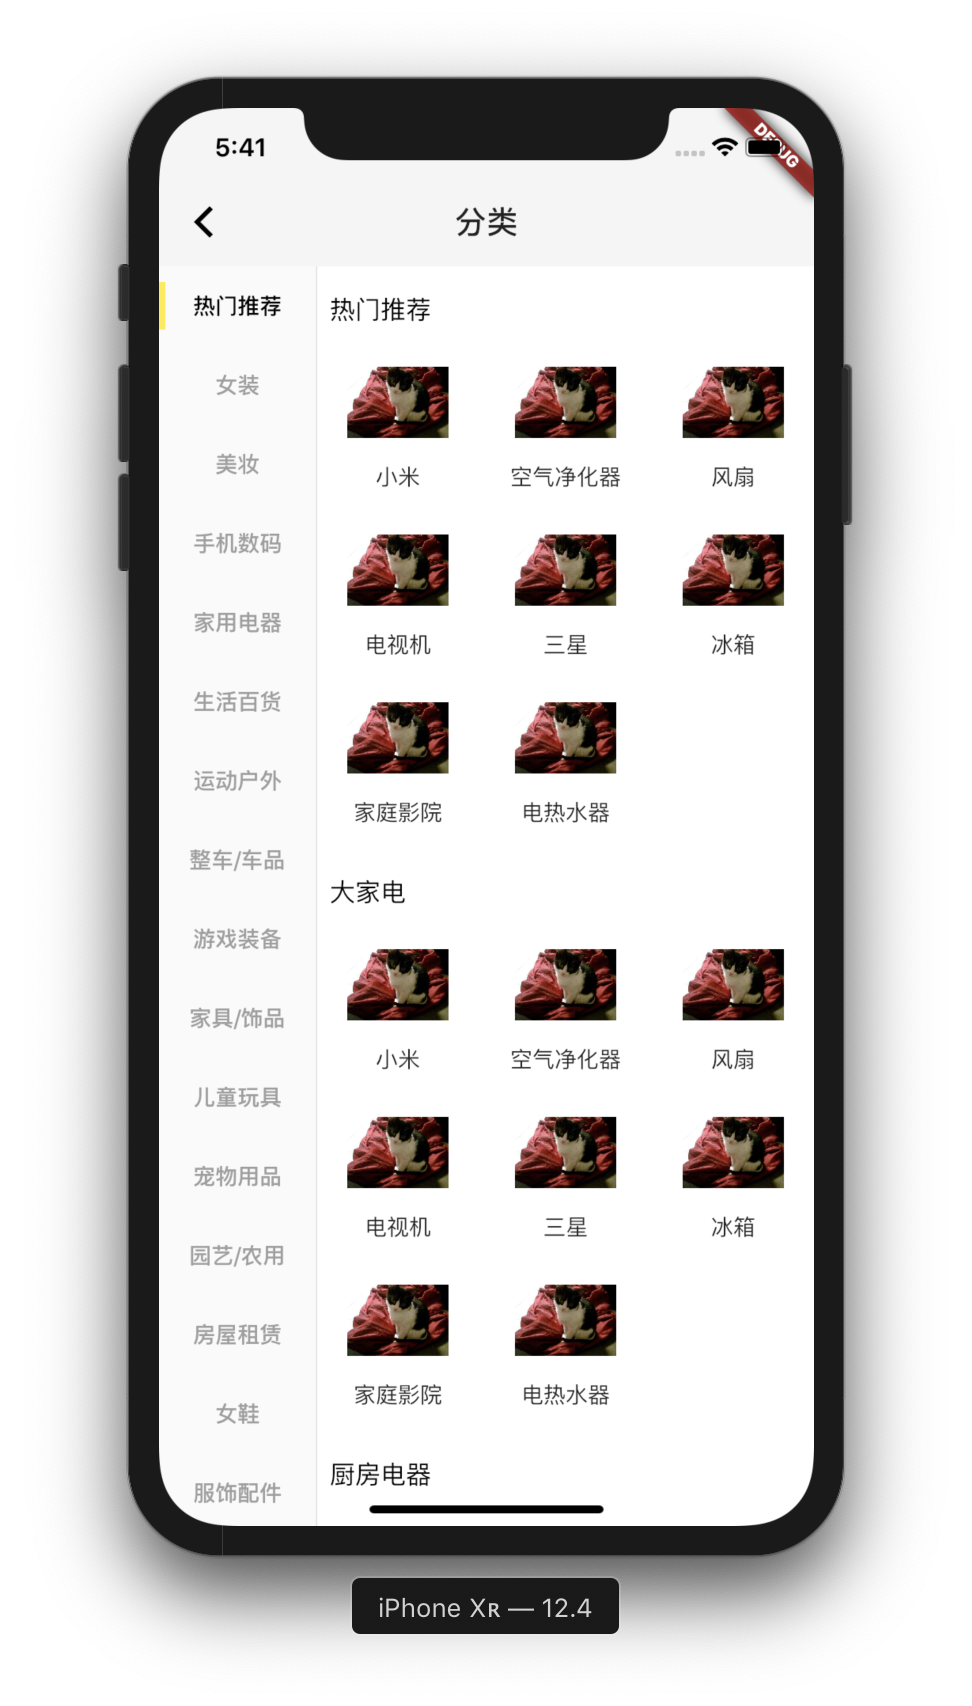 5:41
DEBUG
分类
热门推荐
女装
美妆
手机数码
家用电器
生活百货
运动户外
整车/车品
游戏装备
家具/饰品
儿童玩具
宠物用品
园艺/农用
房屋租赁
女鞋
服饰配件
热门推荐
小米 空气净化器 风扇
电视机 三星 冰箱
家庭影院 电热水器
大家电
小米 空气净化器 风扇
电视机 三星 冰箱
家庭影院 电热水器
厨房电器
iPhone Xʀ — 12.4